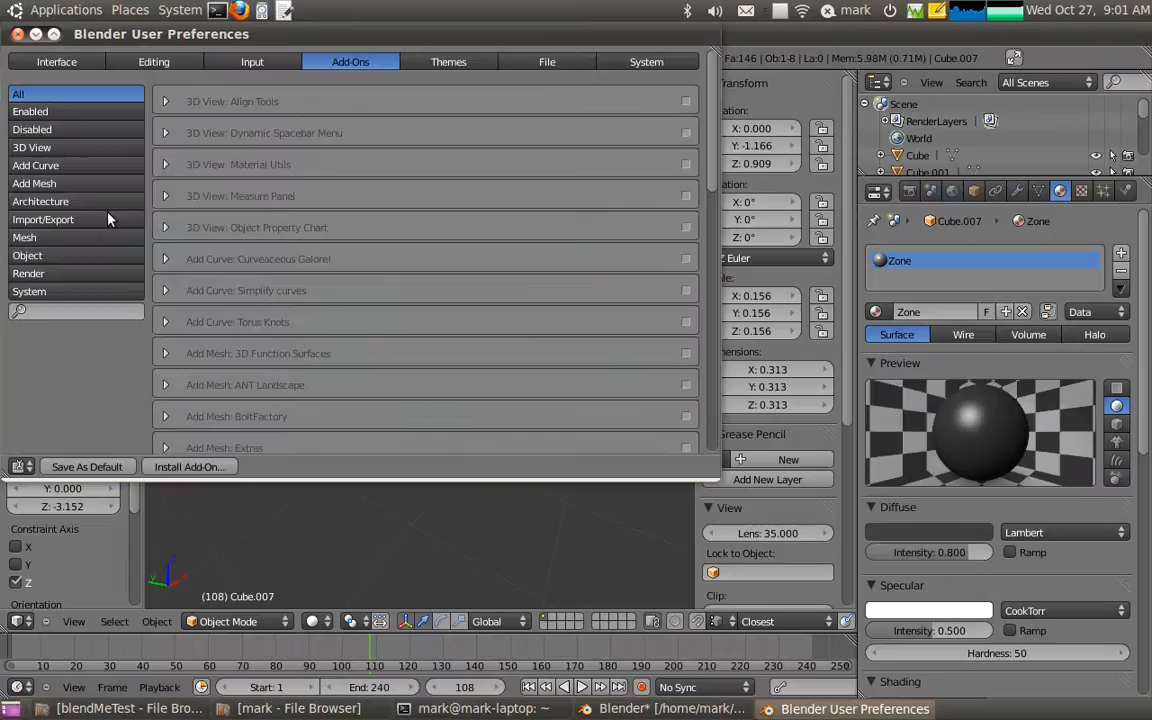 Applications Places System mark Wed Oct 27, 9:01 AM
Blender User Preferences
Interface Editing Input Add-Ons Themes File System
All
Enabled
Disabled
3D View
Add Curve
Add Mesh
Architecture
Import/Export
Mesh
Object
Render
System
3D View: Align Tools
3D View: Dynamic Spacebar Menu
3D View: Material Utils
3D View: Measure Panel
3D View: Object Property Chart
Add Curve: Curveaceous Galore!
Add Curve: Simplify curves
Add Curve: Torus Knots
Add Mesh: 3D Function Surfaces
Add Mesh: ANT Landscape
Add Mesh: BoltFactory
Add Mesh: Extras
Save As Default Install Add-On...
Fa:146 | Ob:1-8 | La:0 | Mem:5.98M (0.71M) | Cube.007
Transform
ation:
X: 0.000
Y: -1.166
Z: 0.909
ation:
X: 0°
Y: 0°
Z: 0°
Z Euler
le:
X: 0.156
Y: 0.156
Z: 0.156
mensions:
X: 0.313
Y: 0.313
Z: 0.313
Grease Pencil
New
Add New Layer
View
Lens: 35.000
Lock to Object:
Clip:
View Search All Scenes
Scene
RenderLayers
World
Cube
Cube.001
Cube.007 Zone
Zone
Zone F Data
Surface Wire Volume Halo
Preview
Diffuse
Lambert
Intensity: 0.800 Ramp
Specular
CookTorr
Intensity: 0.500 Ramp
Hardness: 50
Shading
Y: 0.000
Z: -3.152
Constraint Axis
X
Y
Z
Orientation
z
y
x
(108) Cube.007
View Select Object Object Mode Global Closest
10 20 30 40 50 60 70 80 90 100 110 120 130 140 150 160 170 180 190 200 210 220 230 240 250
View Frame Playback Start: 1 End: 240 108 No Sync
[blendMeTest - File Bro... [mark - File Browser] mark@mark-laptop: ~ Blender* [/home/mark/... Blender User Preferences